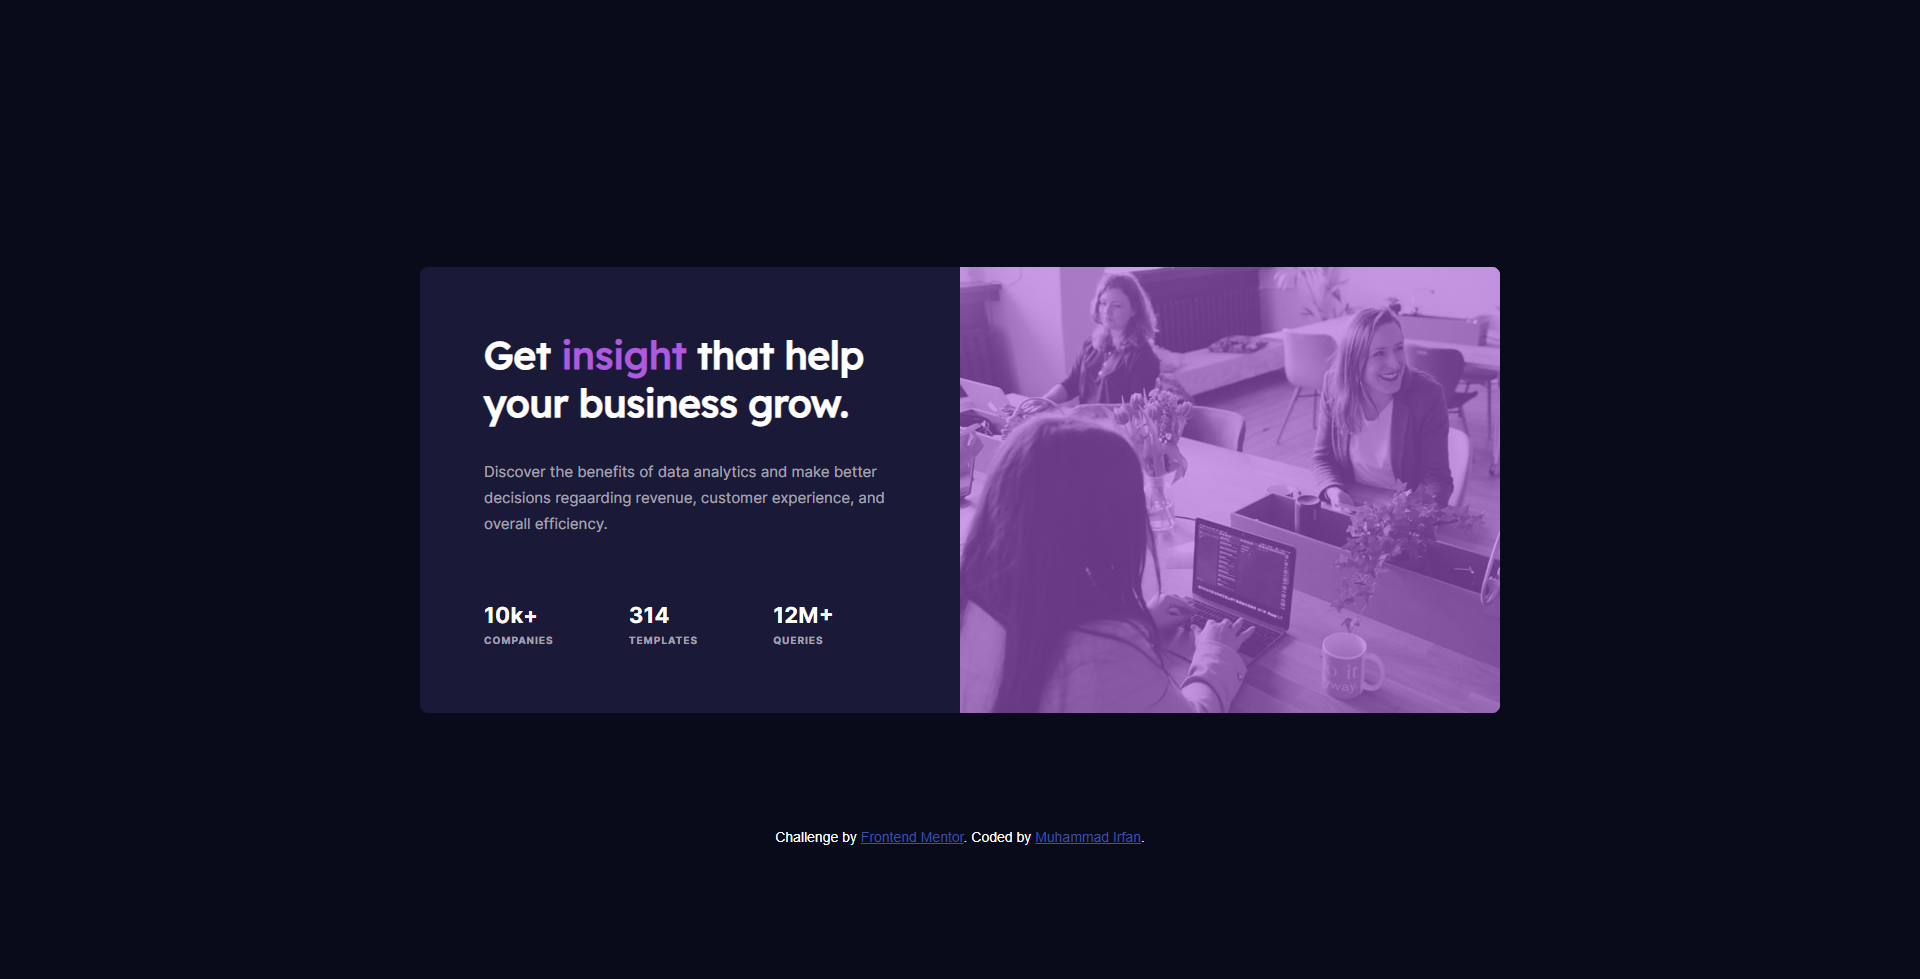 Get insight that help
your business grow.
Discover the benefits of data analytics and make better
decisions regaarding revenue, customer experience, and
overall efficiency.
10k+ 314 12M+
COMPANIES TEMPLATES QUERIES
o it
way
Challenge by Frontend Mentor. Coded by Muhammad Irfan.